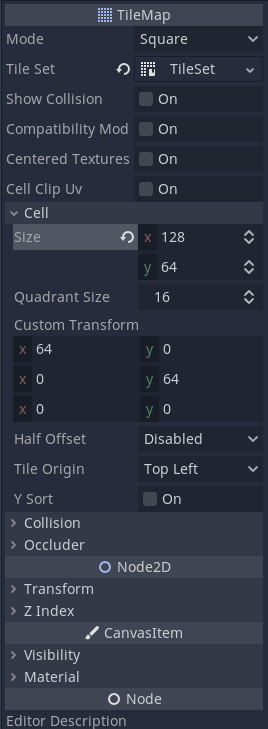 TileMap
Mode Square
Tile Set TileSet
Show Collision On
Compatibility Mod On
Centered Textures On
Cell Clip Uv On
Cell
Size x 128
y 64
Quadrant Size 16
Custom Transform
x 64 y 0
x 0 y 64
x 0 y 0
Half Offset Disabled
Tile Origin Top Left
Y Sort On
Collision
Occluder
Node2D
Transform
Z Index
CanvasItem
Visibility
Material
Node
Editor Description